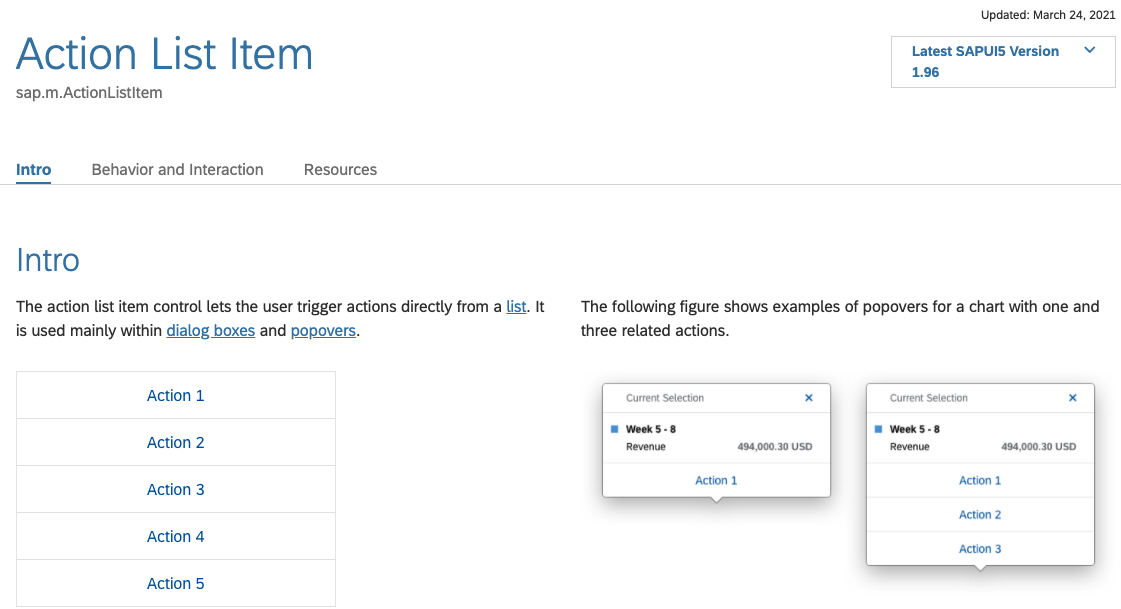 Updated: March 24, 2021
Action List Item
sap.m.ActionListItem
Latest SAPUI5 Version
1.96
Intro
Behavior and Interaction
Resources
Intro
The action list item control lets the user trigger actions directly from a list. It
is used mainly within dialog boxes and popovers.
Action 1
Action 2
Action 3
Action 4
Action 5
The following figure shows examples of popovers for a chart with one and
three related actions.
Current Selection
Week 5 - 8
Revenue 494,000.30 USD
Action 1
Current Selection
Week 5 - 8
Revenue 494,000.30 USD
Action 1
Action 2
Action 3